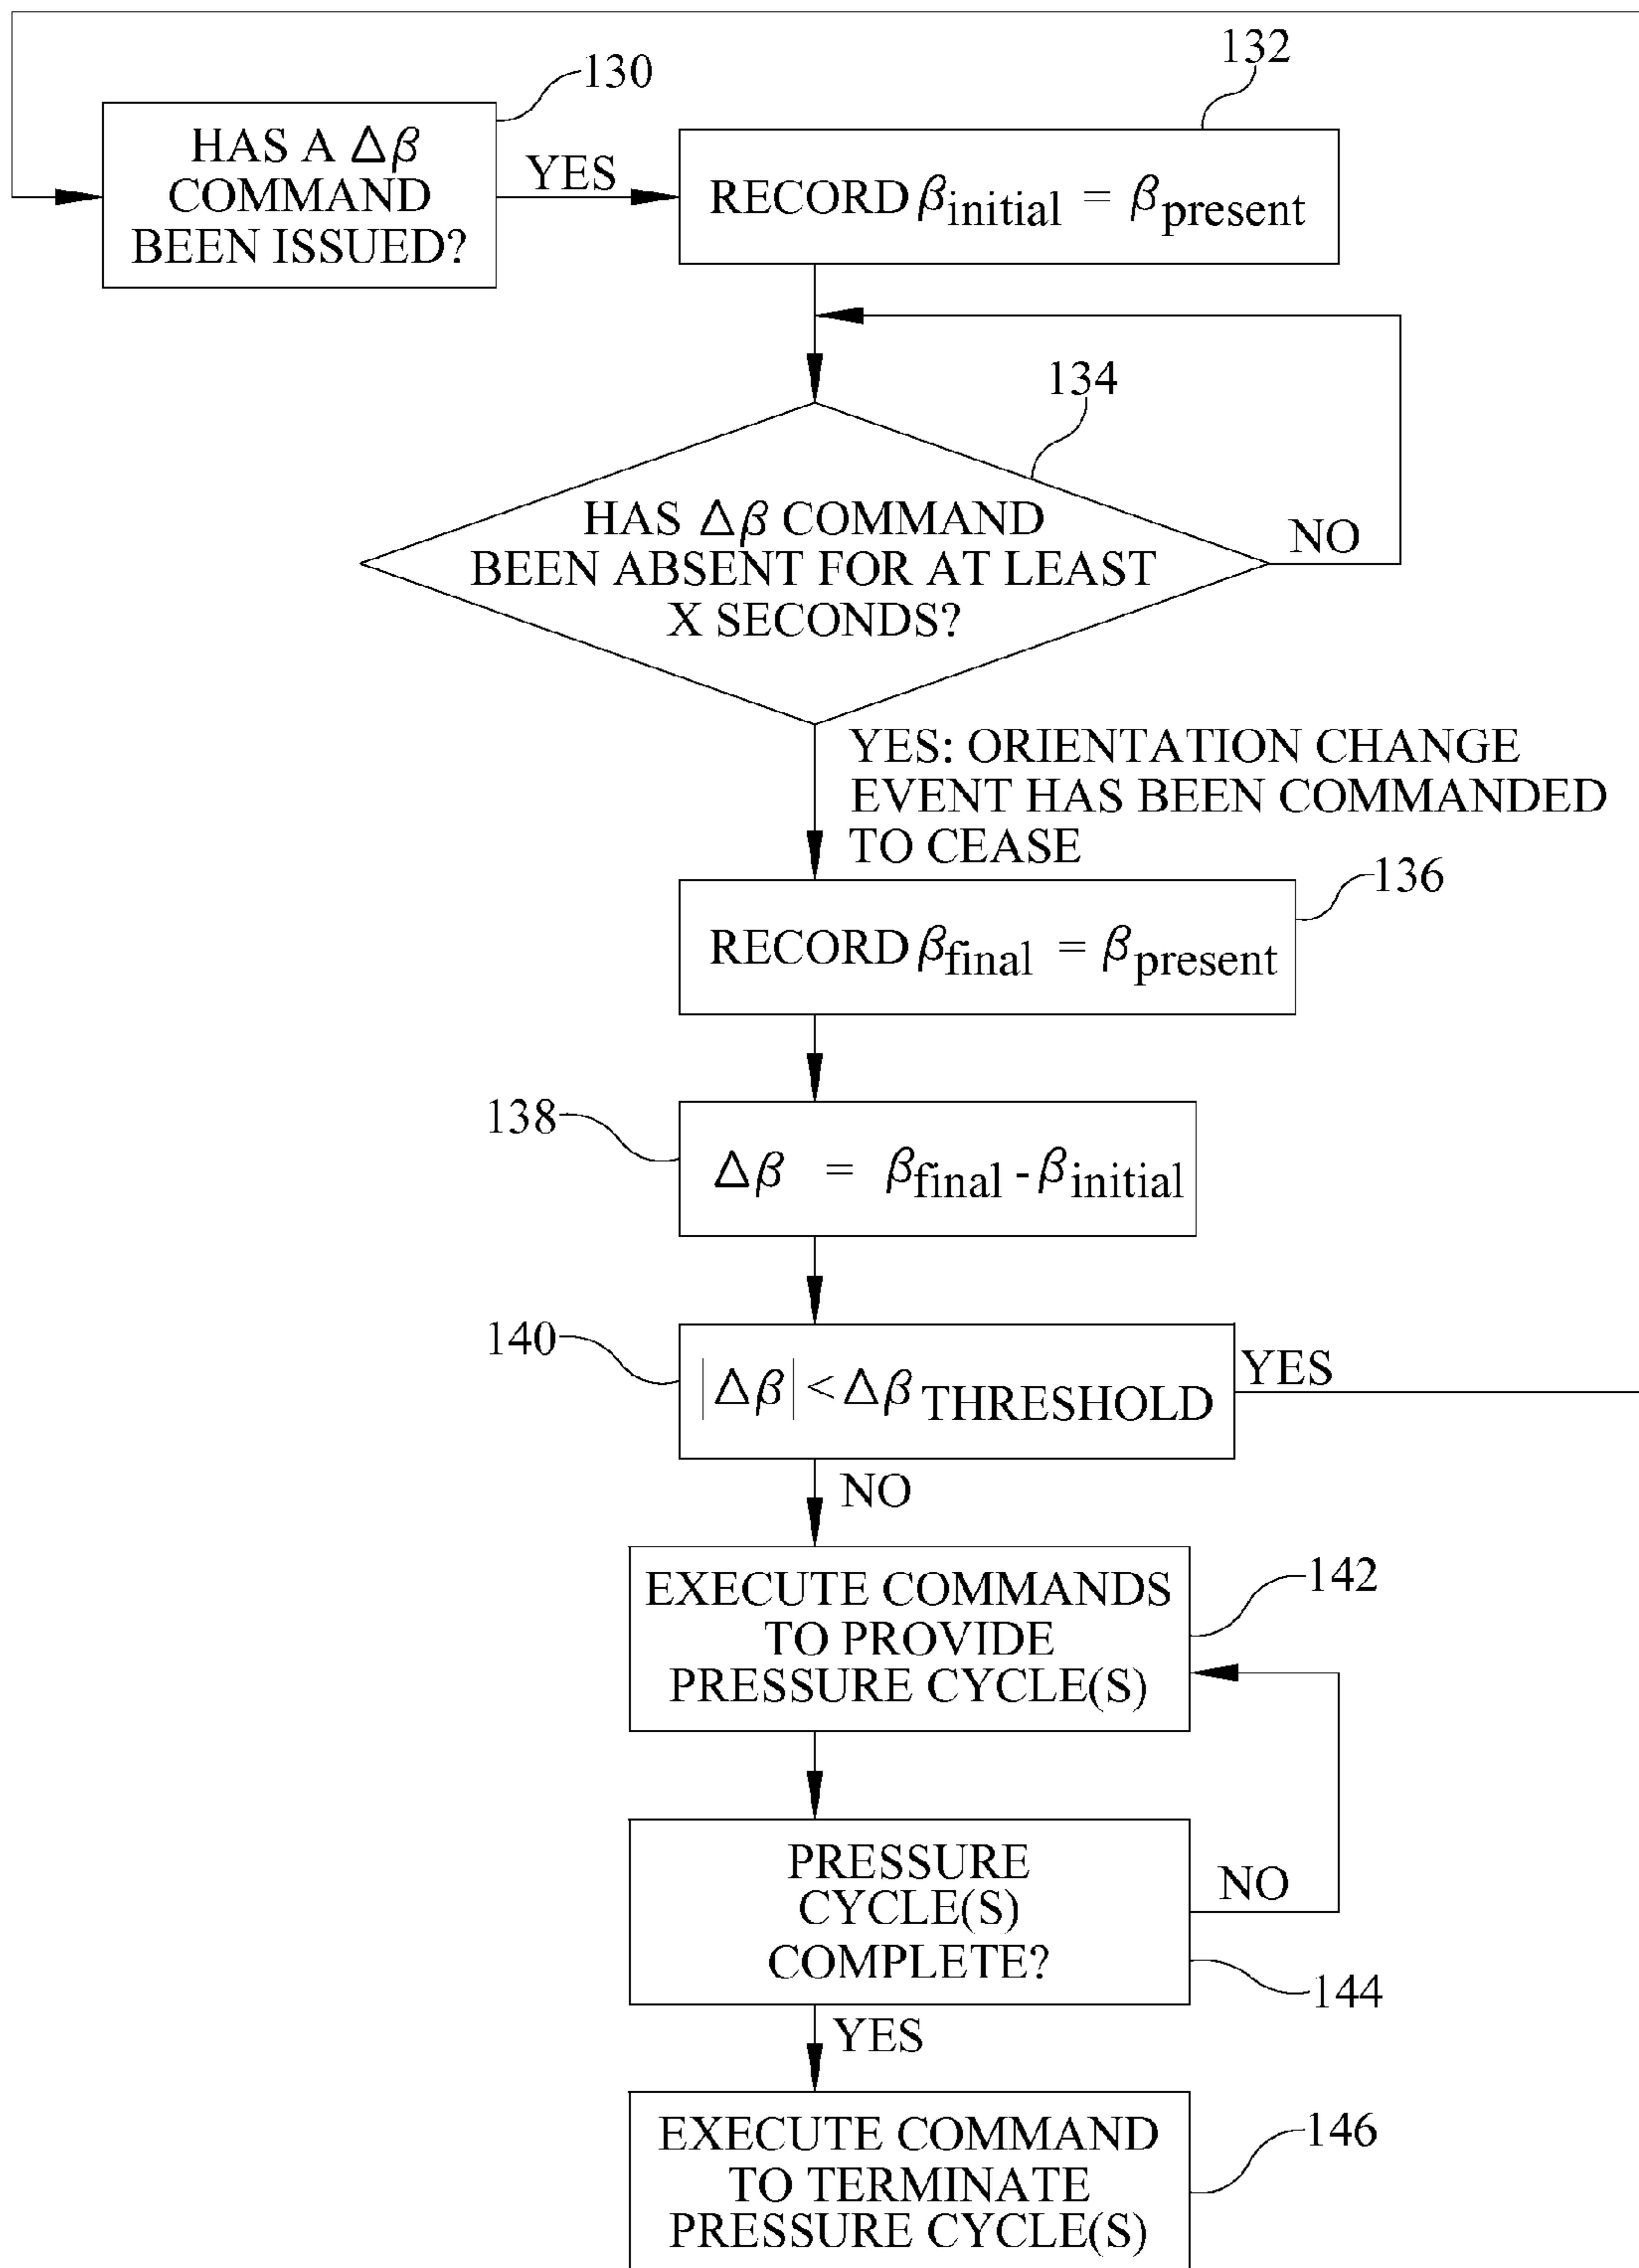 130
HAS A Δβ
COMMAND
BEEN ISSUED?
YES
132
RECORD βinitial = βpresent
134
HAS Δβ COMMAND
BEEN ABSENT FOR AT LEAST
X SECONDS?
NO
YES: ORIENTATION CHANGE
EVENT HAS BEEN COMMANDED
TO CEASE
136
RECORD βfinal = βpresent
138
Δβ = βfinal - βinitial
140
|Δβ| < Δβ THRESHOLD
YES
NO
EXECUTE COMMANDS
TO PROVIDE
PRESSURE CYCLE(S)
142
PRESSURE
CYCLE(S)
COMPLETE?
NO
144
YES
EXECUTE COMMAND
TO TERMINATE
PRESSURE CYCLE(S)
146